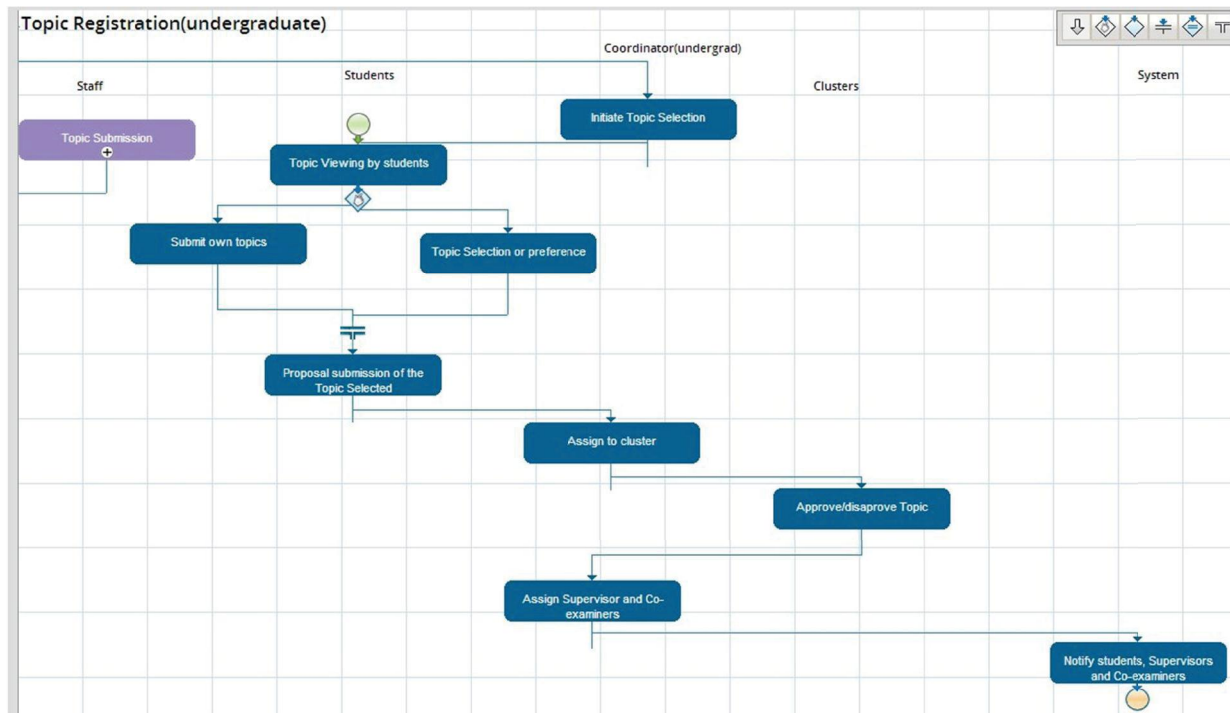 Topic Registration(undergraduate)
Coordinator(undergrad)
Staff
Students
Clusters
System
Topic Submission
Initiate Topic Selection
Topic Viewing by students
Submit own topics
Topic Selection or preference
Proposal submission of the
Topic Selected
Assign to cluster
Approve/disaprove Topic
Assign Supervisor and Co-
examiners
Notify students, Supervisors
and Co-examiners